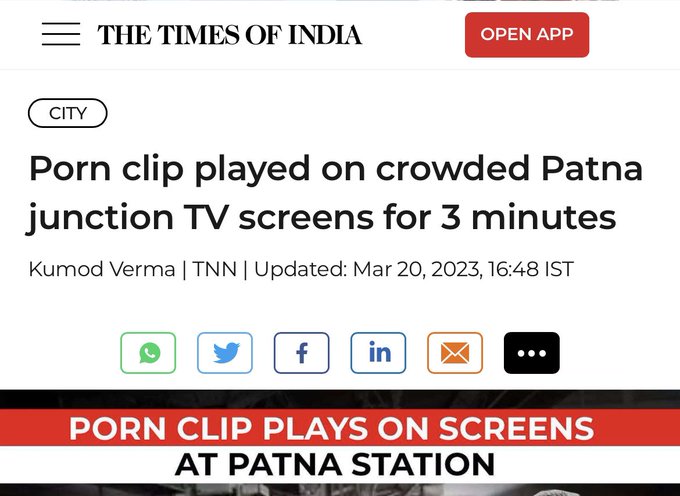 THE TIMES OF INDIA
OPEN APP
CITY
Porn clip played on crowded Patna
junction TV screens for 3 minutes
Kumod Verma | TNN | Updated: Mar 20, 2023, 16:48 IST
f
in
PORN CLIP PLAYS ON SCREENS
AT PATNA STATION